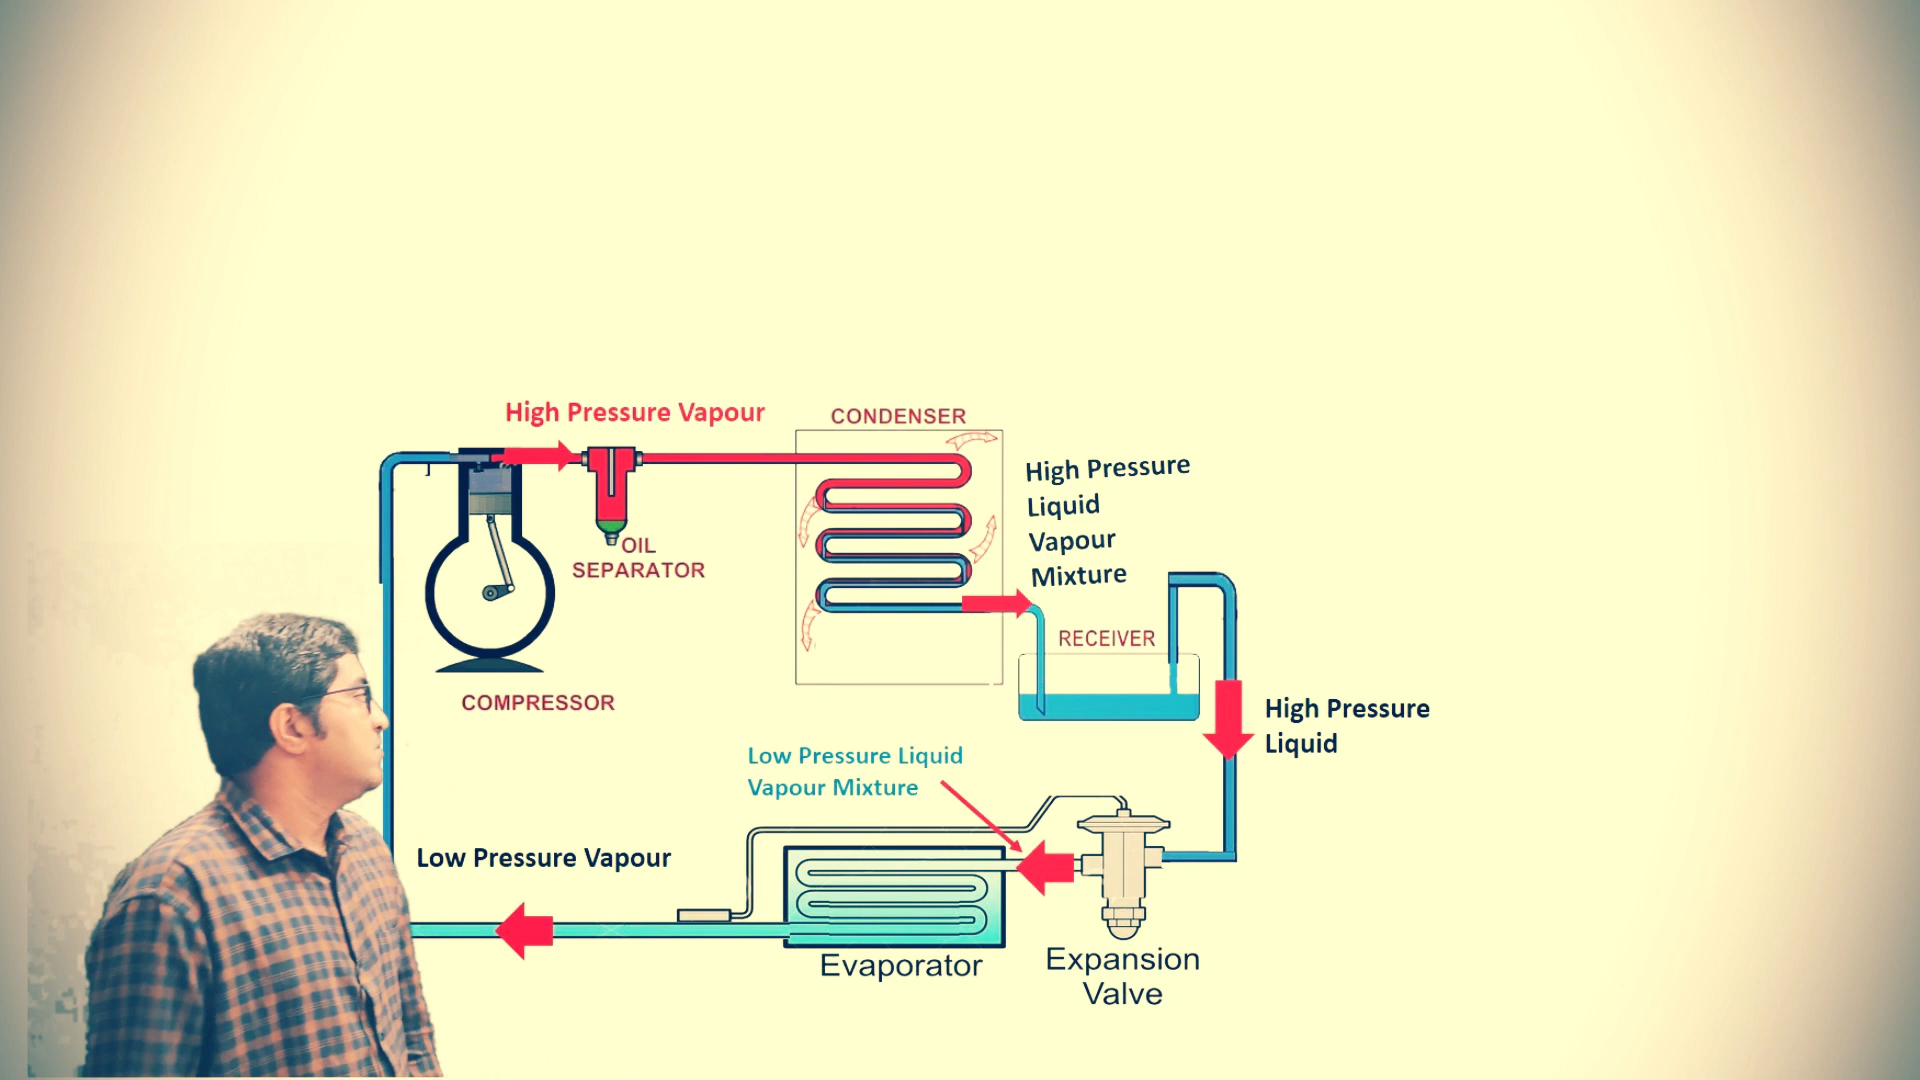 High Pressure Vapour
CONDENSER
High Pressure
Liquid
Vapour
Mixture
OIL
SEPARATOR
RECEIVER
COMPRESSOR
High Pressure
Liquid
Low Pressure Liquid
Vapour Mixture
Low Pressure Vapour
Evaporator
Expansion
Valve